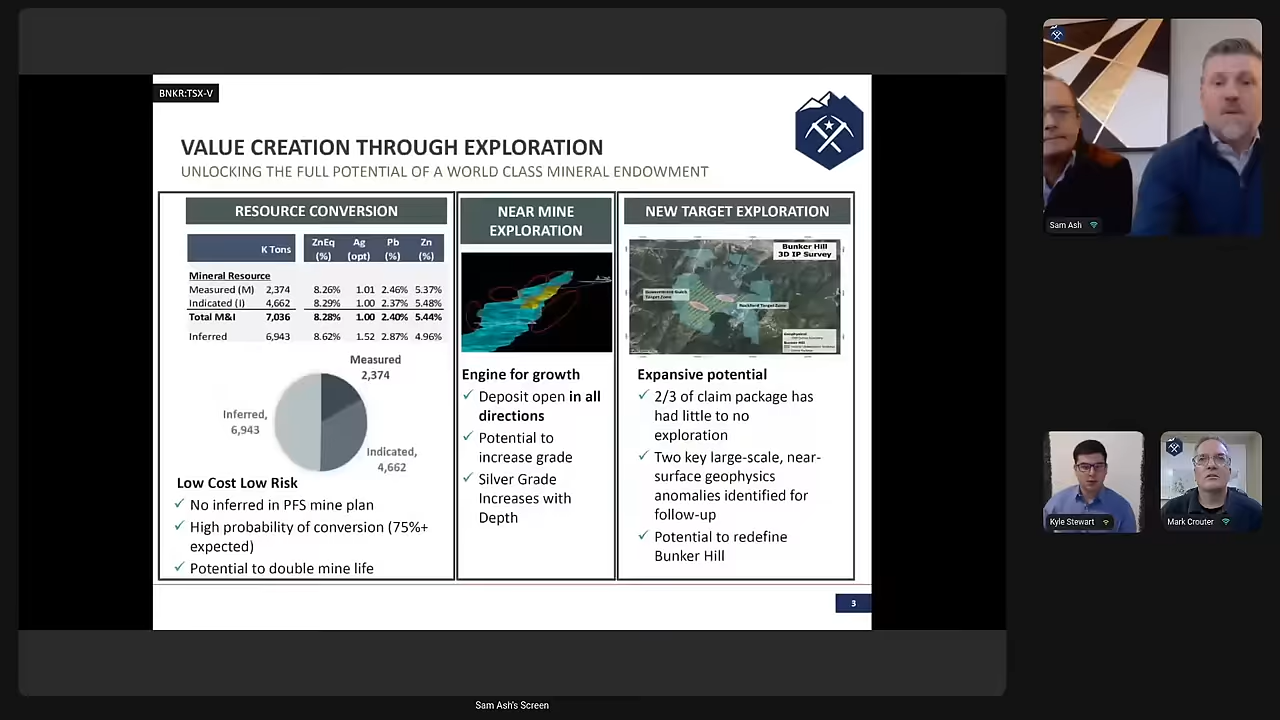 BNKR:TSX-V
VALUE CREATION THROUGH EXPLORATION
UNLOCKING THE FULL POTENTIAL OF A WORLD CLASS MINERAL ENDOWMENT
RESOURCE CONVERSION
K Tons ZnEq (%) Ag (opt) Pb (%) Zn (%)
Mineral Resource
Measured (M) 2,374 8.26% 1.01 2.46% 5.37%
Indicated (I) 4,662 8.29% 1.00 2.37% 5.48%
Total M&I 7,036 8.28% 1.00 2.40% 5.44%
Inferred 6,943 8.62% 1.52 2.87% 4.96%
Measured
2,374
Inferred,
6,943
Indicated,
4,662
Low Cost Low Risk
✓ No inferred in PFS mine plan
✓ High probability of conversion (75%+
expected)
✓ Potential to double mine life
NEAR MINE
EXPLORATION
Engine for growth
✓ Deposit open in all
directions
✓ Potential to
increase grade
✓ Silver Grade
Increases with
Depth
NEW TARGET EXPLORATION
Bunker Hill
3D IP Survey
Target Zone
Target Zone
Expansive potential
✓ 2/3 of claim package has
had little to no
exploration
✓ Two key large-scale, near-
surface geophysics
anomalies identified for
follow-up
✓ Potential to redefine
Bunker Hill
3
Sam Ash's Screen
Sam Ash
Kyle Stewart
Mark Crouter